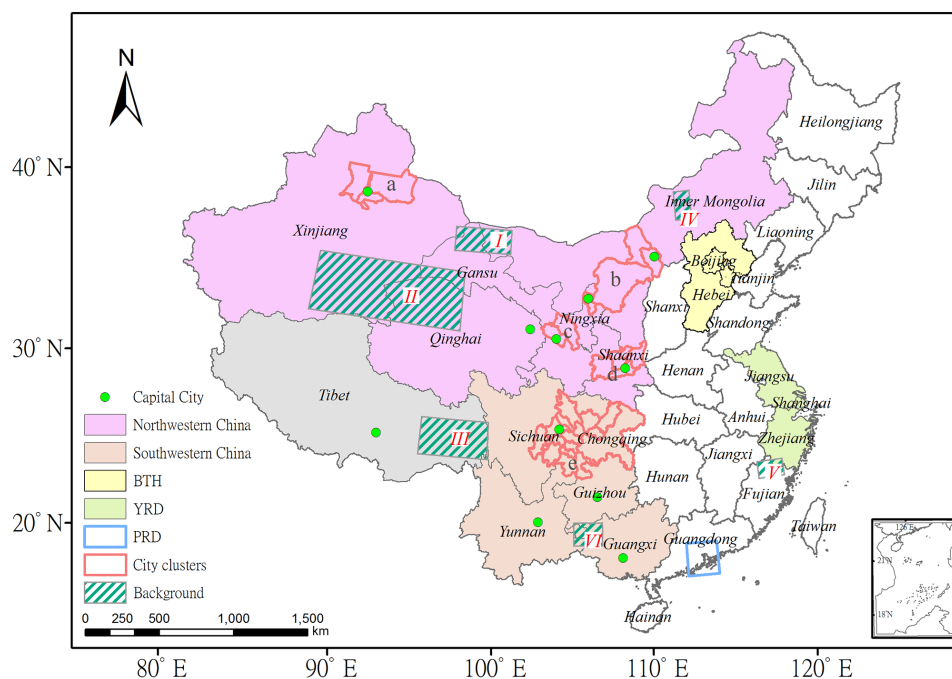 N
40° N
30° N
20° N
80° E
90° E
100° E
110° E
120° E
Heilongjiang
Jilin
Liaoning
Inner Mongolia
IV
a
Xinjiang
I
Gansu
II
b
Beijing
Tianjin
Hebei
Shanxi
Shandong
Ningxia
c
Qinghai
Shaanxi
d
Henan
Jiangsu
Shanghai
Anhui
Zhejiang
Hubei
Tibet
III
Sichuan
Chongqing
e
Jiangxi
Hunan
V
Fujian
Guizhou
Yunnan
VI
Guangxi
Guangdong
Taiwan
Hainan
Capital City
Northwestern China
Southwestern China
BTH
YRD
PRD
City clusters
Background
0 250 500 1,000 1,500
km
126 E
21°N
18°N